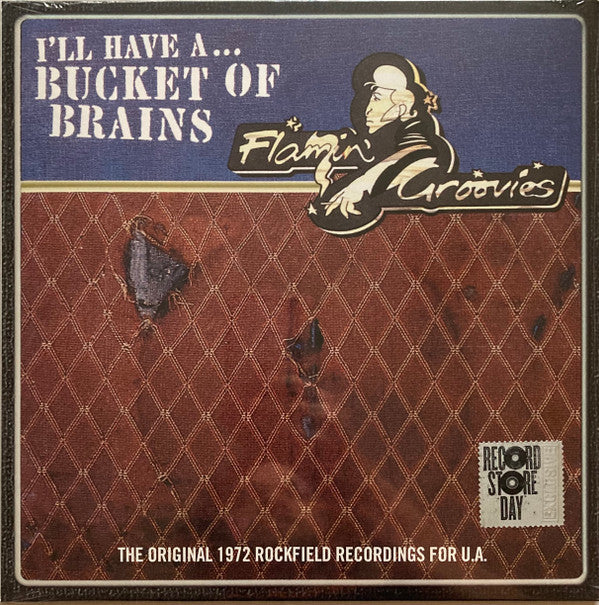 I'LL HAVE A...
BUCKET OF
BRAINS
Flamin'
Groovies
RECORD
STORE
DAY
EXCLUSIVE
THE ORIGINAL 1972 ROCKFIELD RECORDINGS FOR U.A.